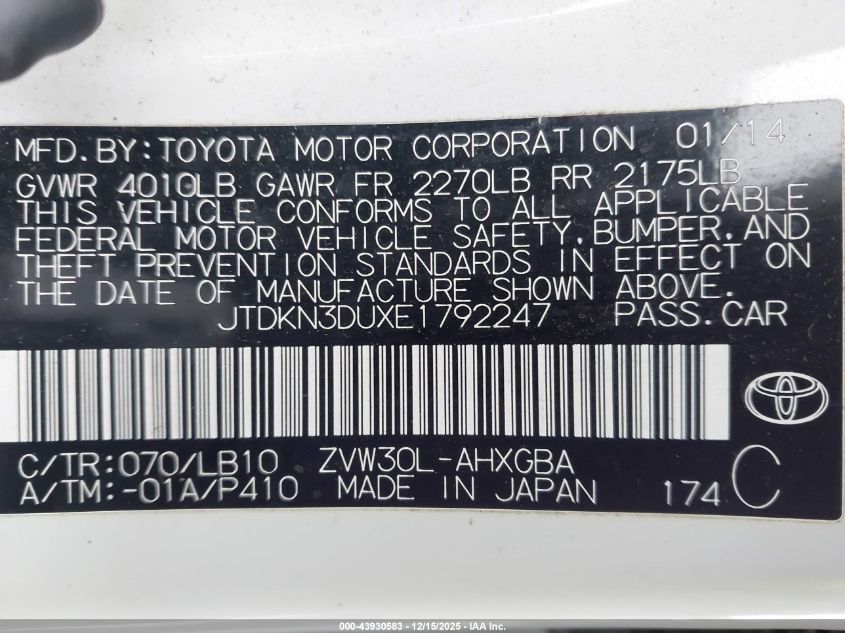 MFD.BY:TOYOTA MOTOR CORPORATION 01/14
GVWR 4010LB GAWR FR 2270LB RR 2175LB
THIS VEHICLE CONFORMS TO ALL APPLICABLE
FEDERAL MOTOR VEHICLE SAFETY,BUMPER,AND
THEFT PREVENTION STANDARDS IN EFFECT ON
THE DATE OF MANUFACTURE SHOWN ABOVE.
JTDKN3DUXE1792247 PASS.CAR
C/TR:070/LB10 ZVW30L-AHXGBA
A/TM:-01A/P410 MADE IN JAPAN 174 C
000-43930583 - 12/15/2025 - IAA Inc.